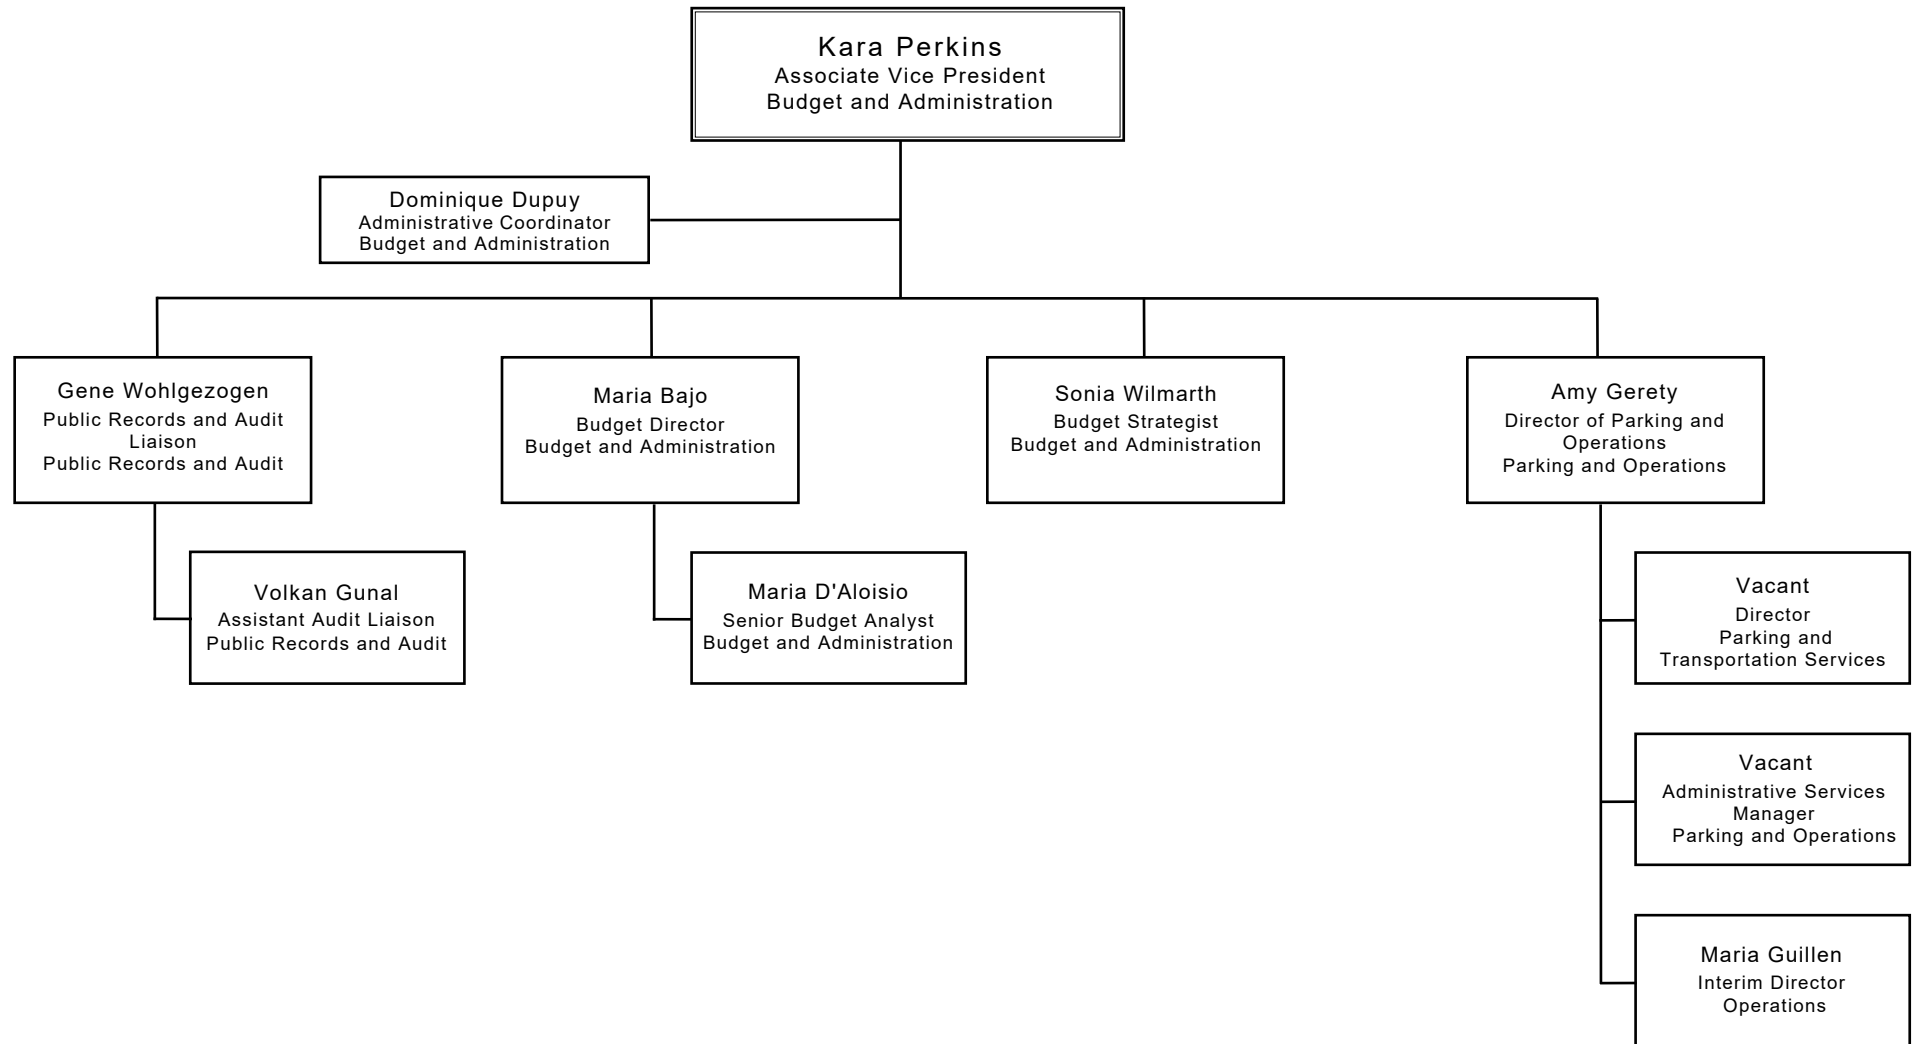 Kara Perkins
Associate Vice President
Budget and Administration
Dominique Dupuy
Administrative Coordinator
Budget and Administration
Gene Wohlgezogen
Public Records and Audit
Liaison
Public Records and Audit
Maria Bajo
Budget Director
Budget and Administration
Sonia Wilmarth
Budget Strategist
Budget and Administration
Amy Gerety
Director of Parking and
Operations
Parking and Operations
Volkan Gunal
Assistant Audit Liaison
Public Records and Audit
Maria D'Aloisio
Senior Budget Analyst
Budget and Administration
Vacant
Director
Parking and
Transportation Services
Vacant
Administrative Services
Manager
Parking and Operations
Maria Guillen
Interim Director
Operations